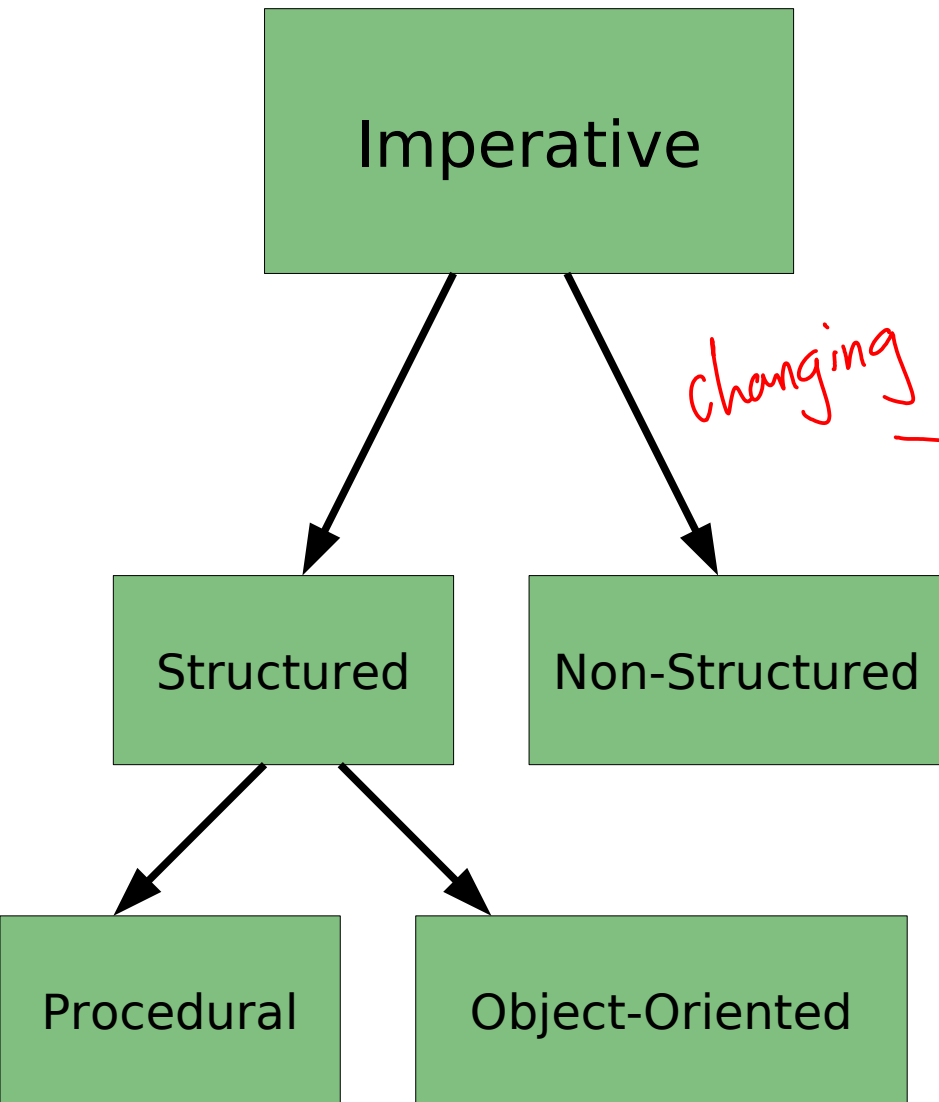 Imperative
changing
Structured
Non-Structured
Procedural
Object-Oriented